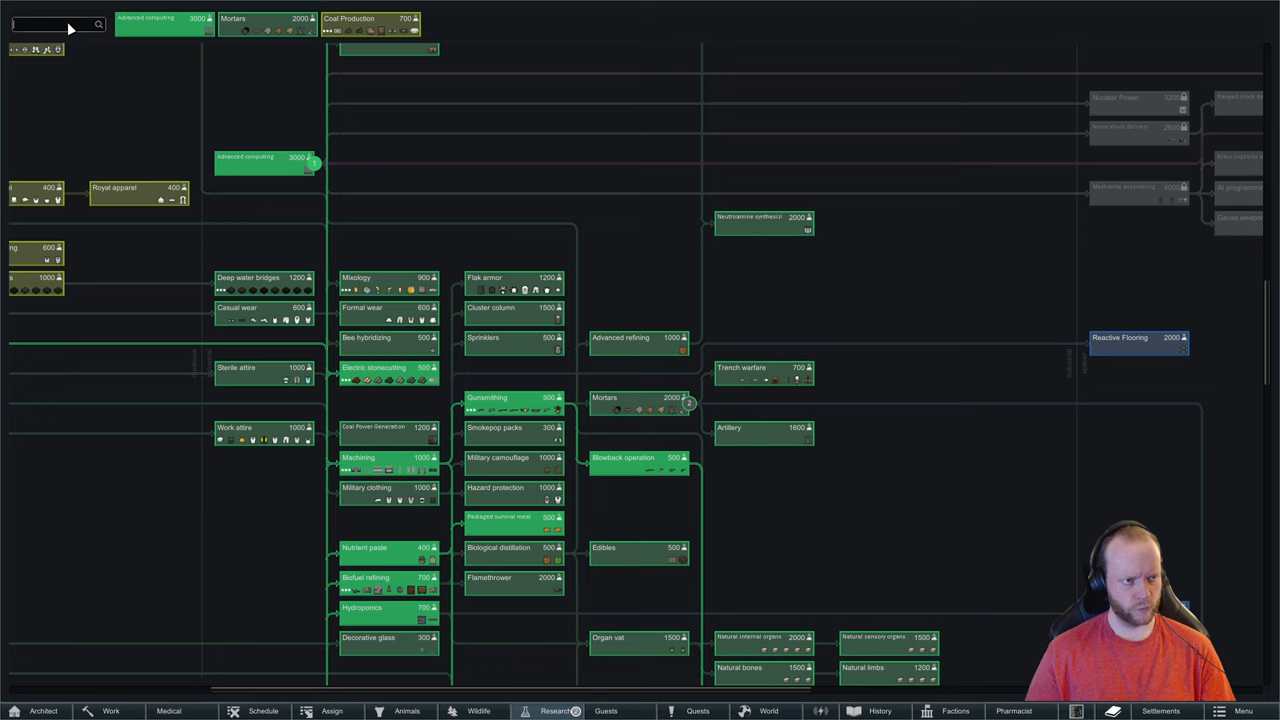 Advanced computing 3000 Mortars 2000 Coal Production 700
Nuclear Power 3200
Nerve stock delivery 2600
Advanced computing 3000 1
400 Royal apparel 400
4000
Neutroamine synthesis 2000
600
1000 Deep water bridges 1200 Mixology 900 Flak armor 1200
Casual wear 600 Formal wear 600 Cluster column 1500
Bee hybridizing 500 Sprinklers 500 Advanced refining 1000 Reactive Flooring 2000
Sterile attire 1000 Electric stonecutting 500 Trench warfare 700
Gunsmithing 500 Mortars 2000 2
Work attire 1000 Coal Power Generation 1200 Smokepop packs 300 Artillery 1600
Machining 1000 Military camouflage 1000 Blowback operation 500
Military clothing 1000 Hazard protection 1000
Packaged survival meal 500
Nutrient paste 400 Biological distillation 500 Edibles 500
Biofuel refining 700 Flamethrower 2000
Hydroponics 700
Decorative glass 300 Organ vat 1500 Natural internal organs 2000 Natural sensory organs 1500
Natural bones 1500 Natural limbs 1200
Architect Work Medical Schedule Assign Animals Wildlife Research Guests Quests World History Factions Pharmacist Settlements Menu